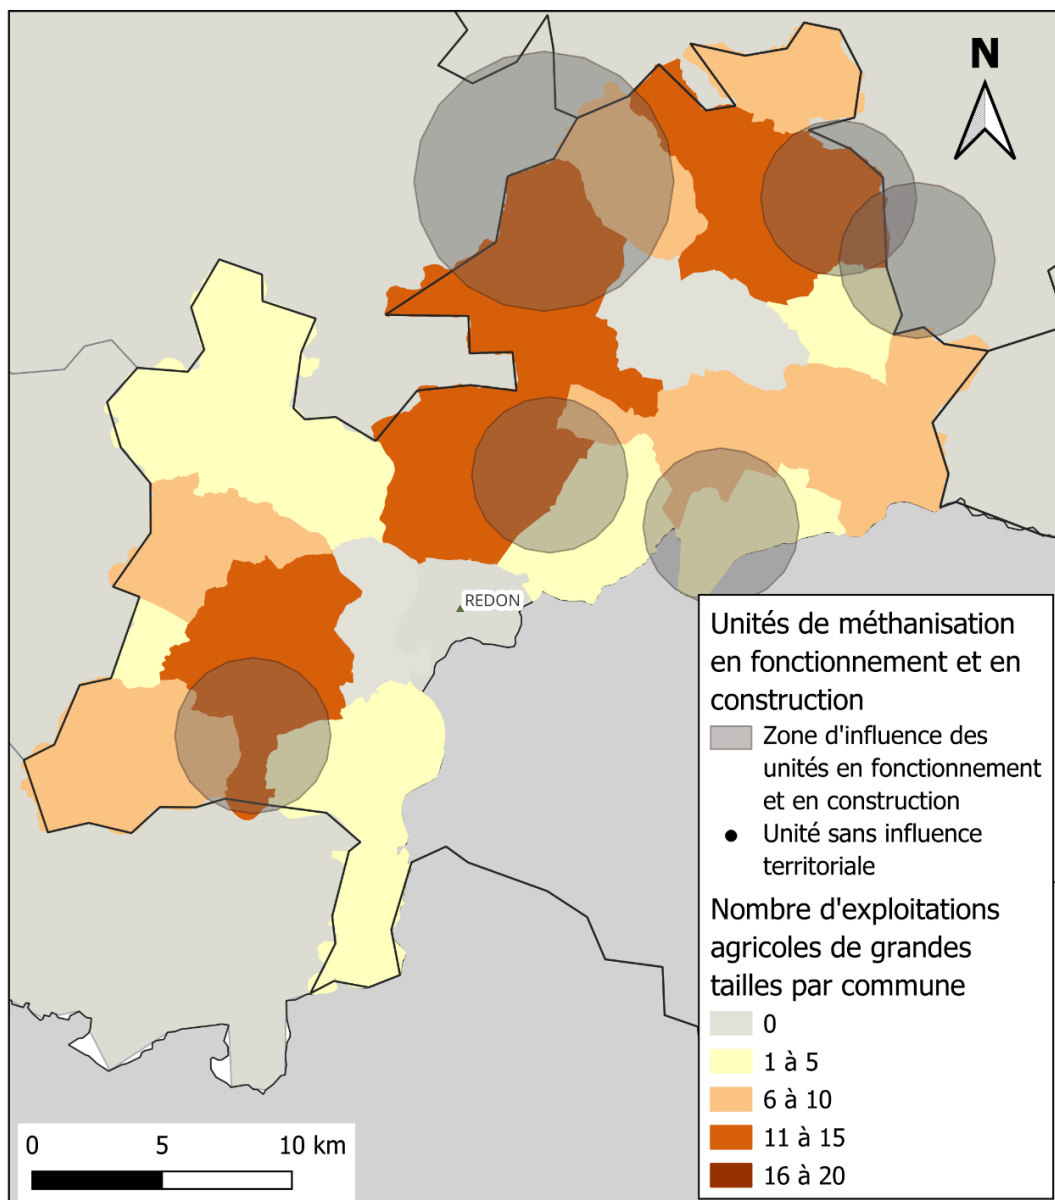 N
REDON
Unités de méthanisation
en fonctionnement et en
construction
Zone d'influence des
unités en fonctionnement
et en construction
Unité sans influence
territoriale
Nombre d'exploitations
agricoles de grandes
tailles par commune
0
1 à 5
6 à 10
11 à 15
16 à 20
0 5 10 km